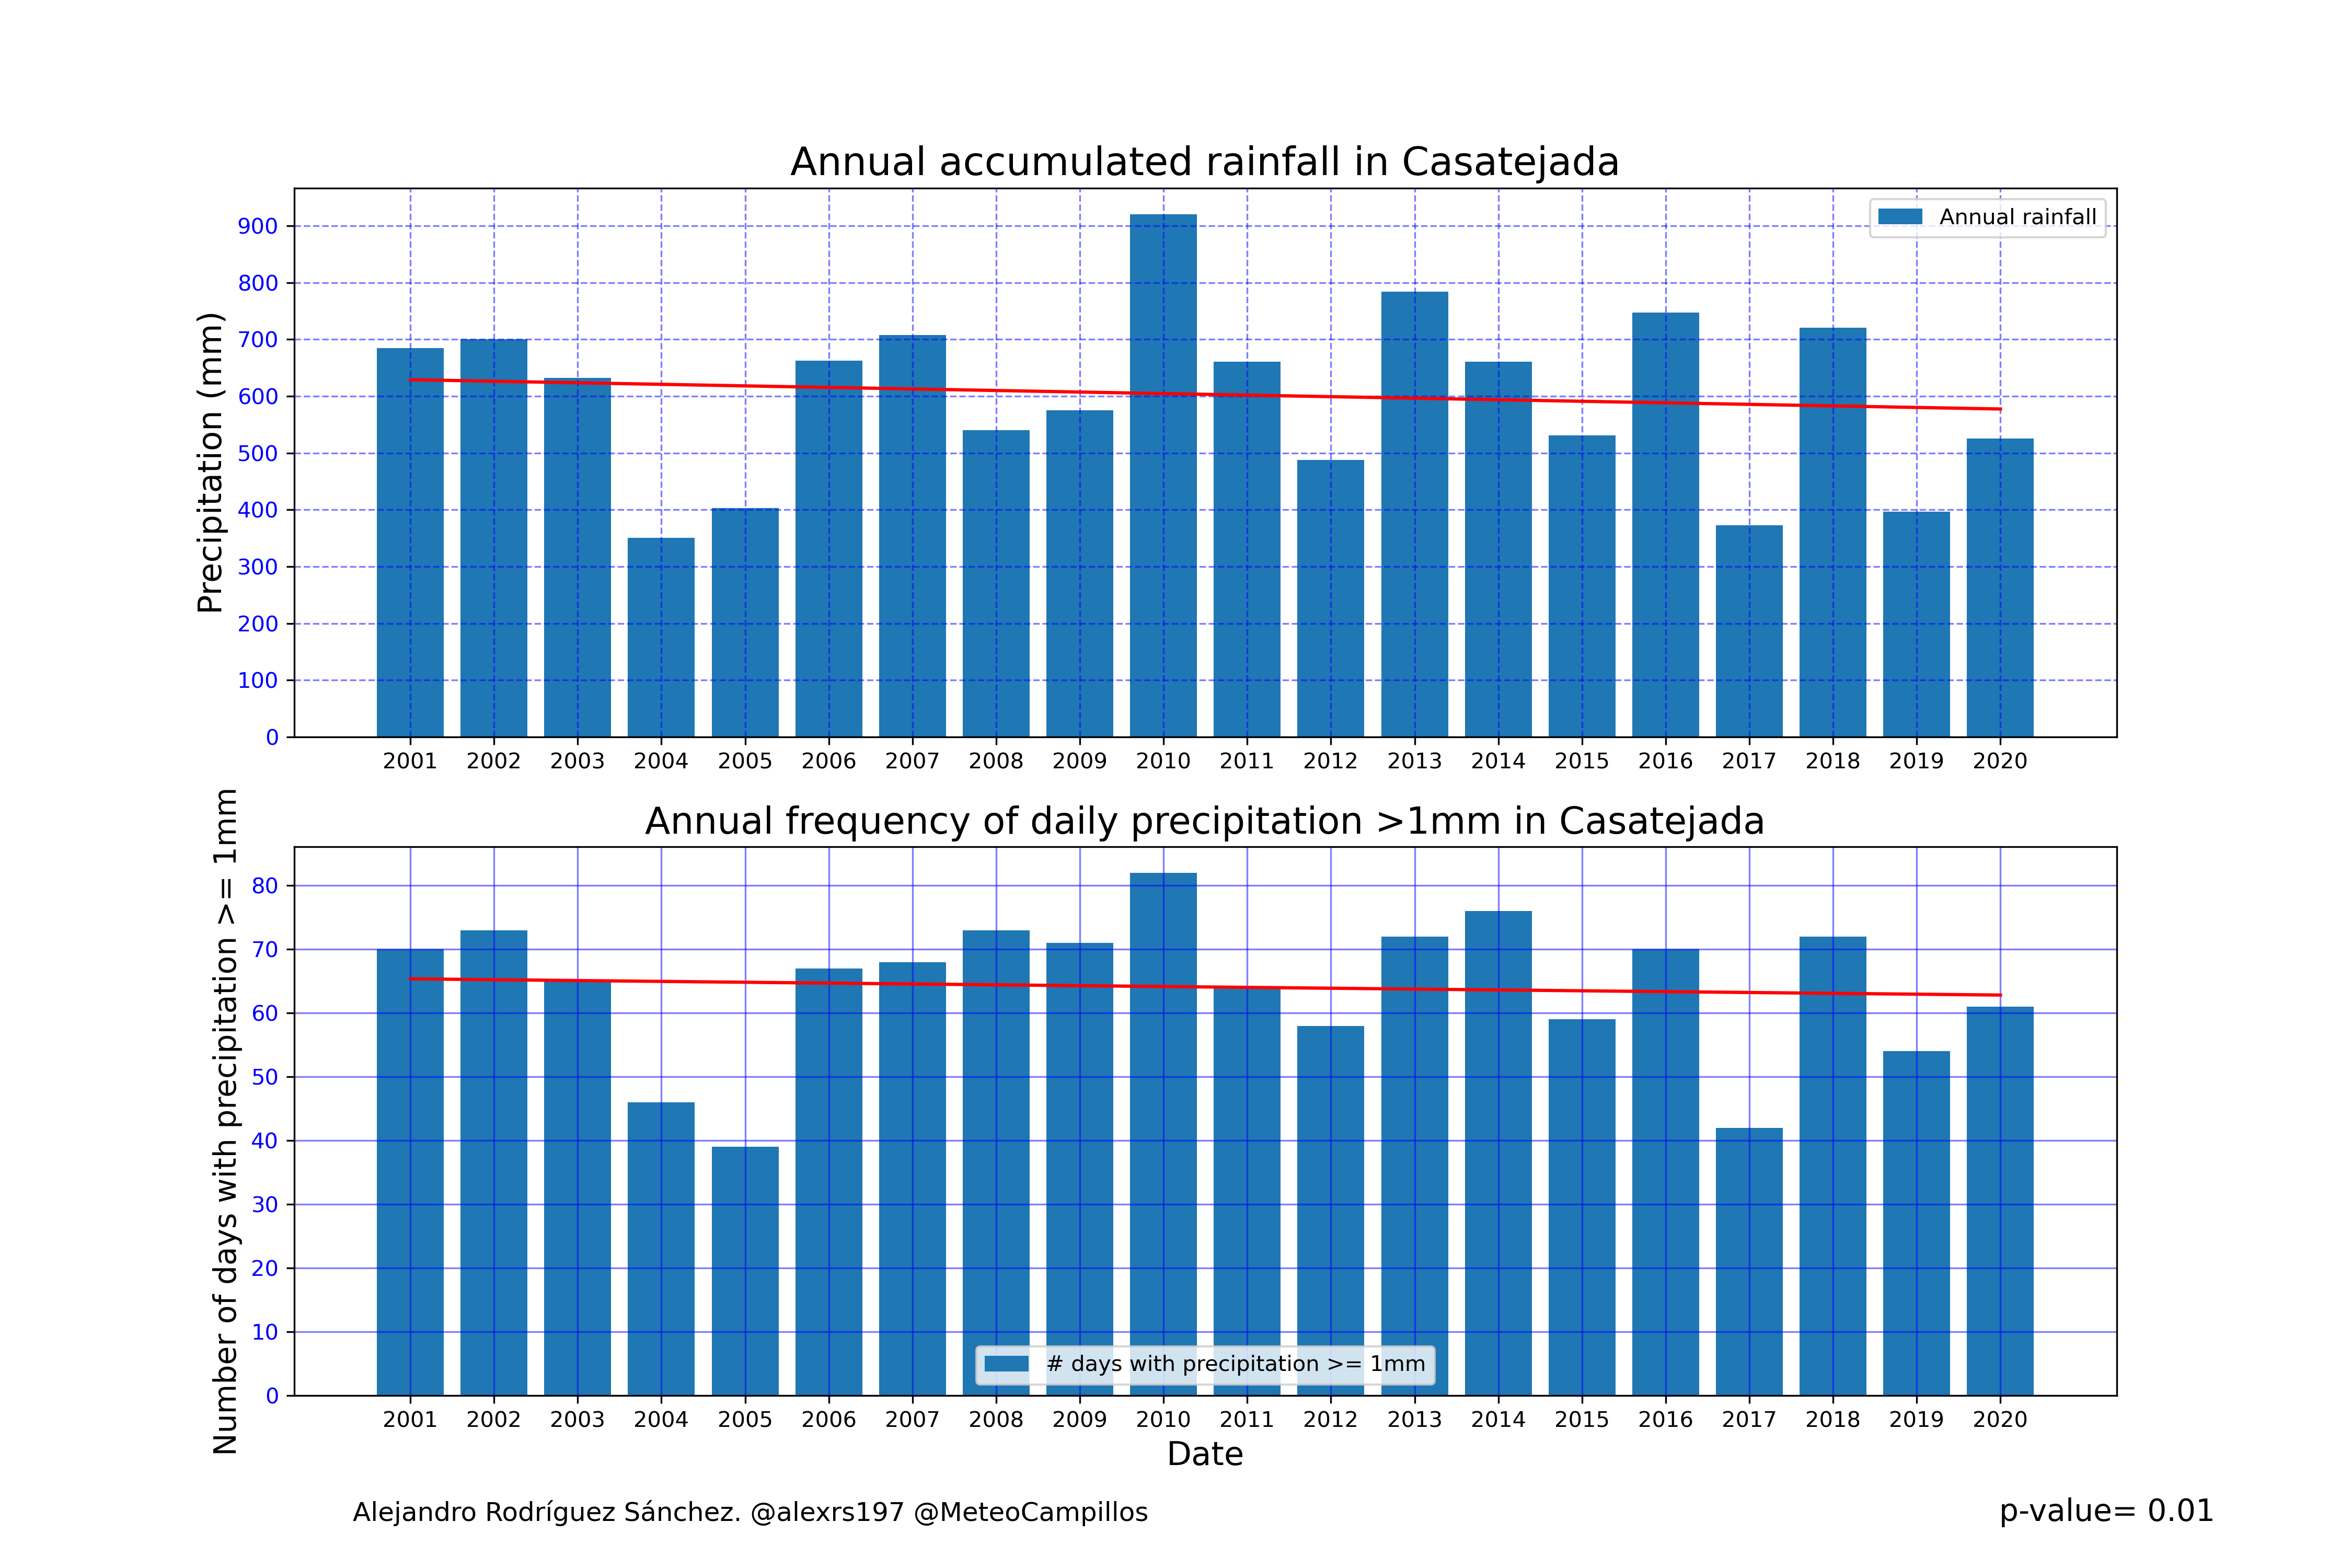 Annual accumulated rainfall in Casatejada
Precipitation (mm)
900
800
700
600
500
400
300
200
100
0
Annual rainfall
2001 2002 2003 2004 2005 2006 2007 2008 2009 2010 2011 2012 2013 2014 2015 2016 2017 2018 2019 2020
Annual frequency of daily precipitation >1mm in Casatejada
Number of days with precipitation >= 1mm
80
70
60
50
40
30
20
10
0
# days with precipitation >= 1mm
2001 2002 2003 2004 2005 2006 2007 2008 2009 2010 2011 2012 2013 2014 2015 2016 2017 2018 2019 2020
Date
Alejandro Rodríguez Sánchez. @alexrs197 @MeteoCampillos
p-value= 0.01